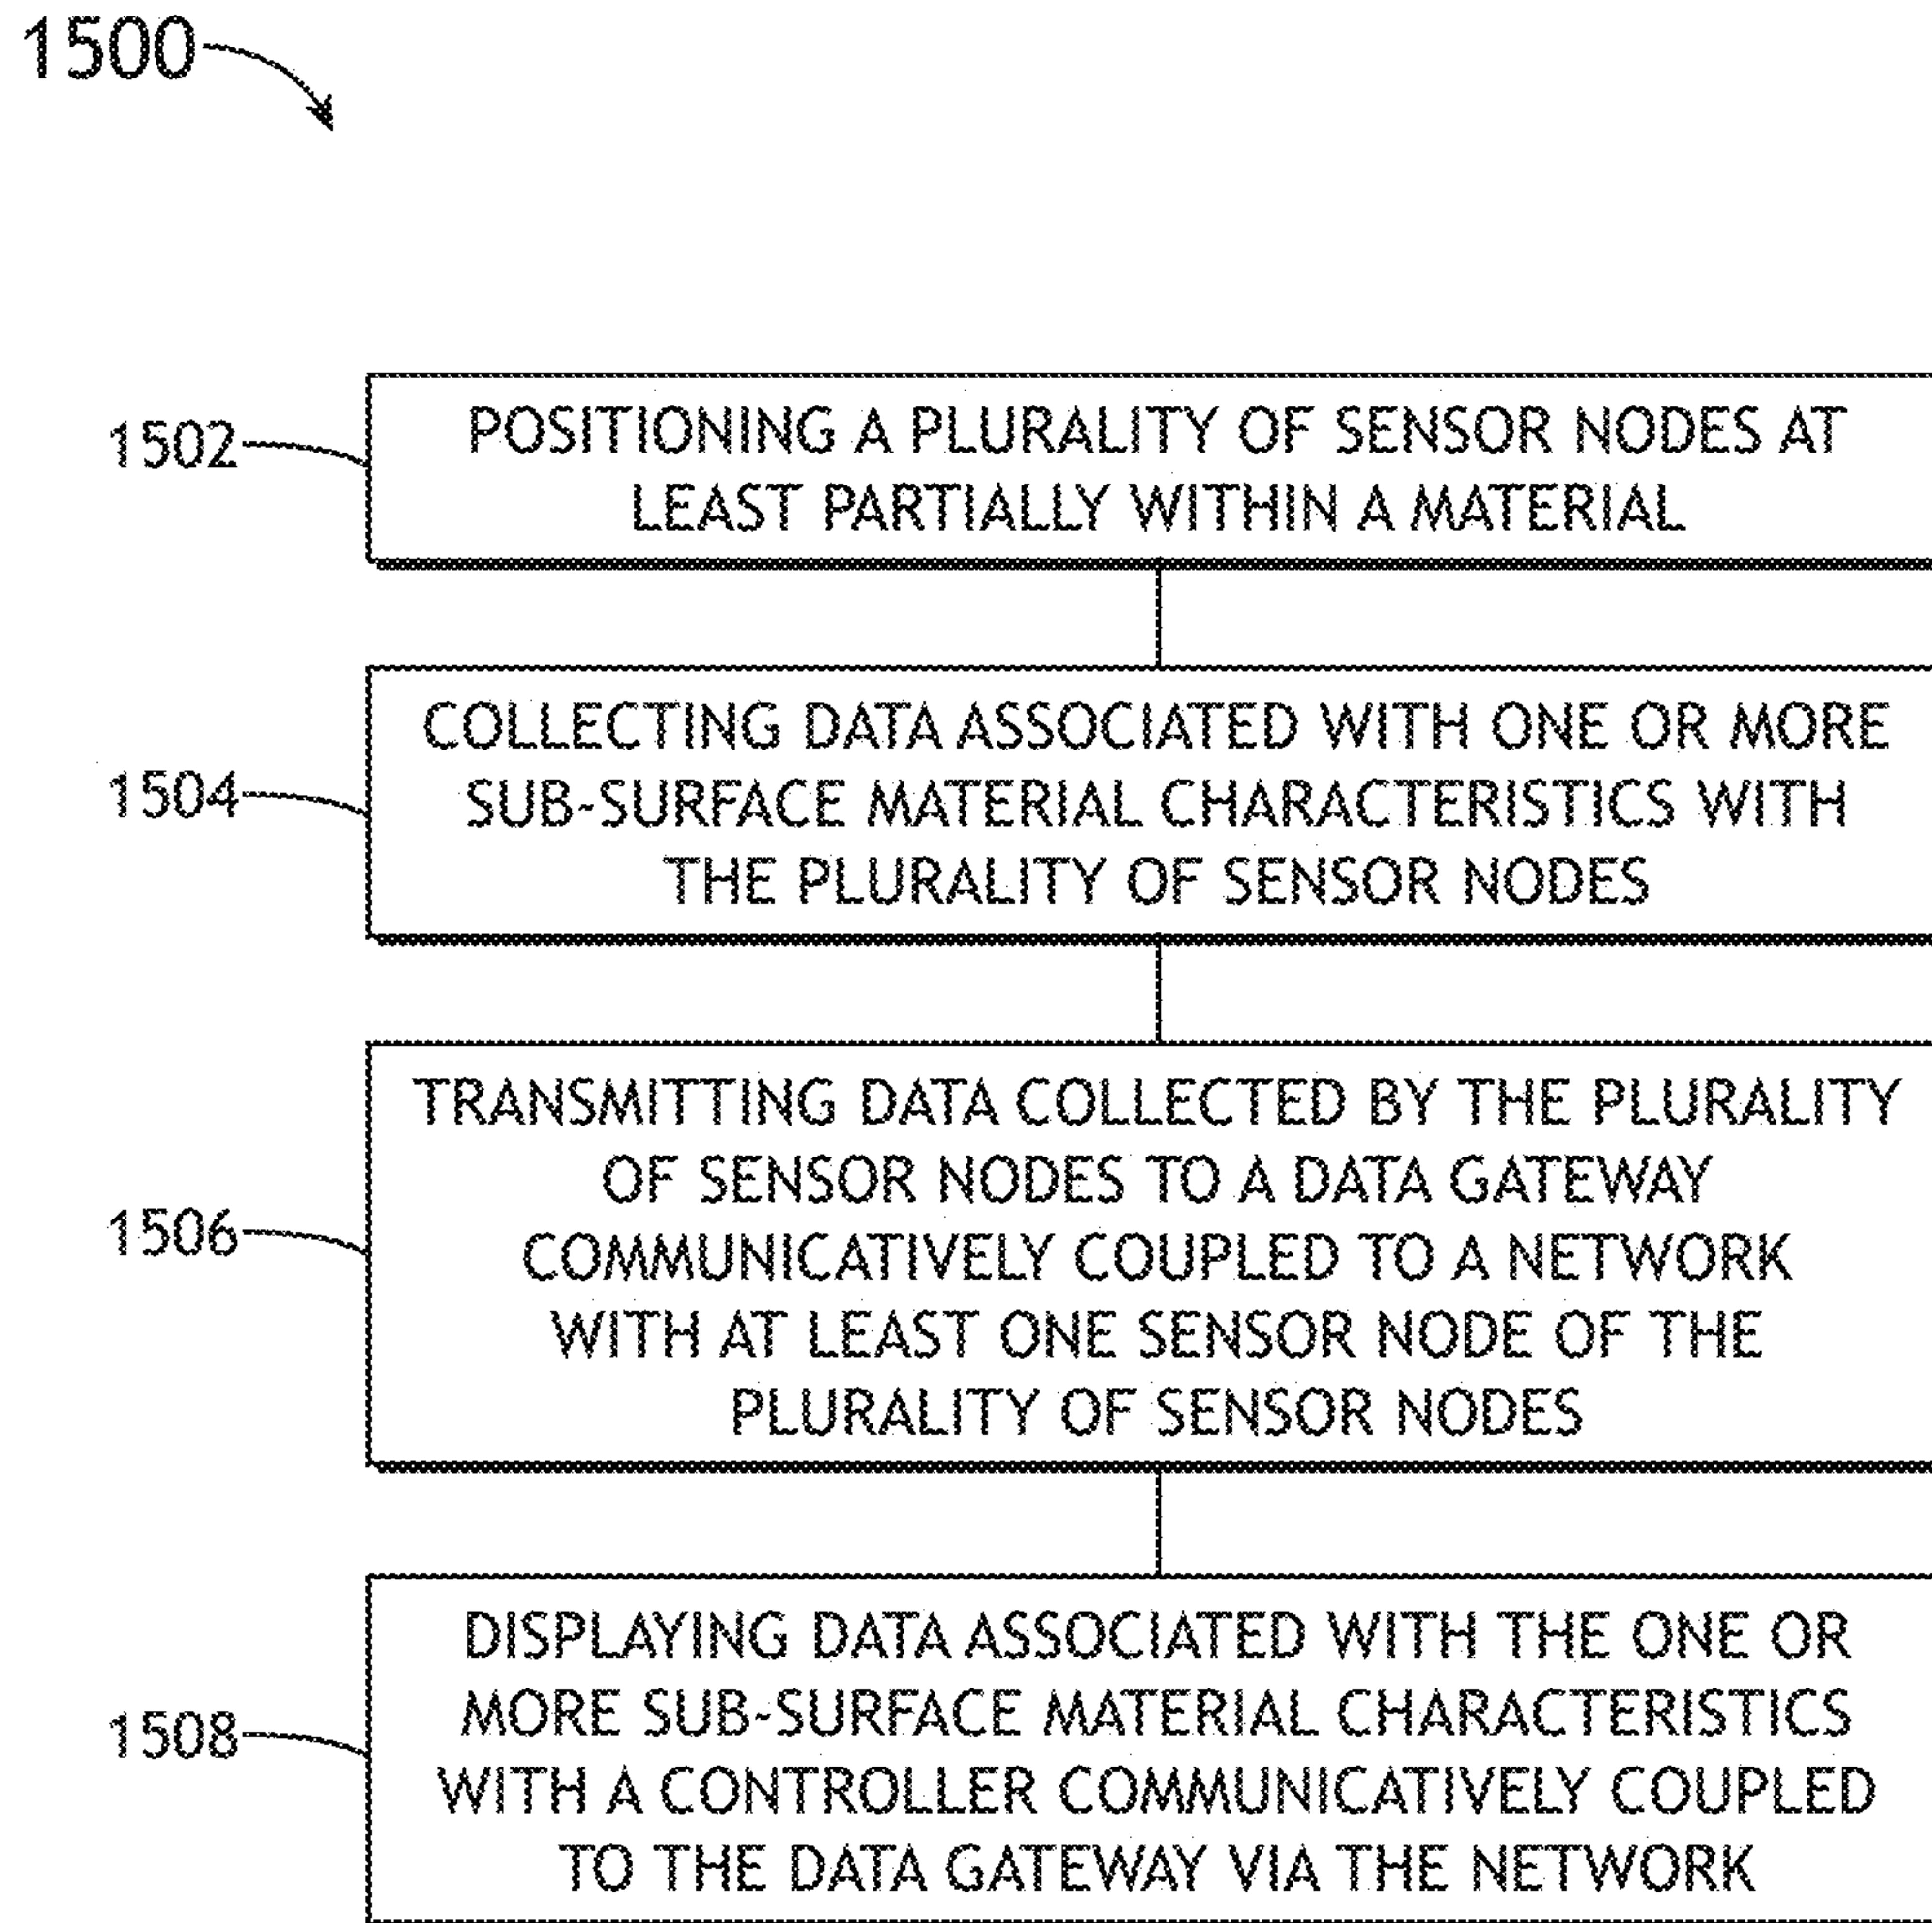 1500
1502
POSITIONING A PLURALITY OF SENSOR NODES AT
LEAST PARTIALLY WITHIN A MATERIAL
1504
COLLECTING DATA ASSOCIATED WITH ONE OR MORE
SUB-SURFACE MATERIAL CHARACTERISTICS WITH
THE PLURALITY OF SENSOR NODES
1506
TRANSMITTING DATA COLLECTED BY THE PLURALITY
OF SENSOR NODES TO A DATA GATEWAY
COMMUNICATIVELY COUPLED TO A NETWORK
WITH AT LEAST ONE SENSOR NODE OF THE
PLURALITY OF SENSOR NODES
1508
DISPLAYING DATA ASSOCIATED WITH THE ONE OR
MORE SUB-SURFACE MATERIAL CHARACTERISTICS
WITH A CONTROLLER COMMUNICATIVELY COUPLED
TO THE DATA GATEWAY VIA THE NETWORK